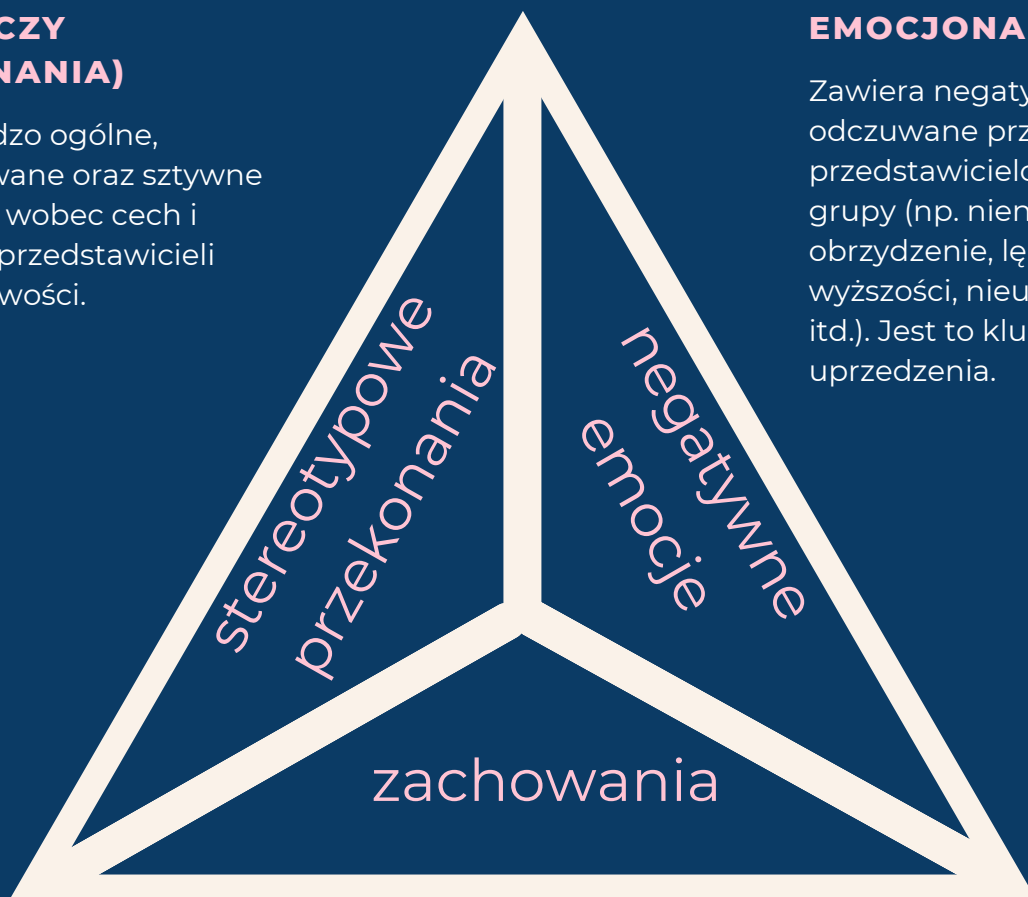 CZY
NANIA)
dzo ogólne,
wane oraz sztywne
wobec cech i
przedstawicieli
wości.
EMOCJONA
Zawiera negaty
odczuwane prz
przedstawicielo
grupy (np. nien
obrzydzenie, lę
wyższości, nieu
itd.). Jest to klu
uprzedzenia.
stereotypowe
przekonania
negatywne
emocje
zachowania